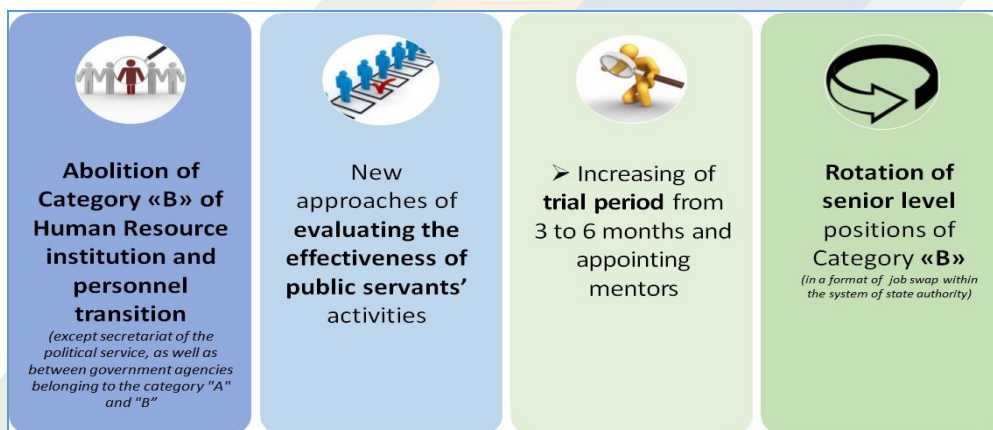 Abolition of
Category «B» of
Human Resource
institution and
personnel
transition
(except secretariat of the
political service, as well as
between government agencies
belonging to the category "A"
and "B”
New
approaches of
evaluating the
effectiveness of
public servants’
activities
➢ Increasing of
trial period from
3 to 6 months and
appointing
mentors
Rotation of
senior level
positions of
Category «B»
(in a format of job swap within
the system of state authority)